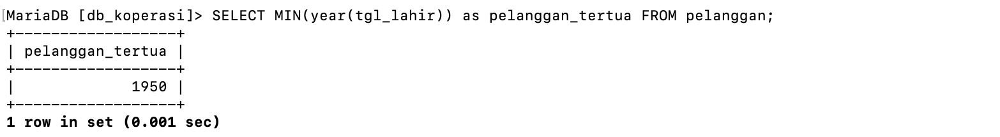 [MariaDB [db_koperasi]> SELECT MIN(year(tgl_lahir)) as pelanggan_tertua FROM pelanggan;
+------------------+
| pelanggan_tertua |
+------------------+
|             1950 |
+------------------+
1 row in set (0.001 sec)